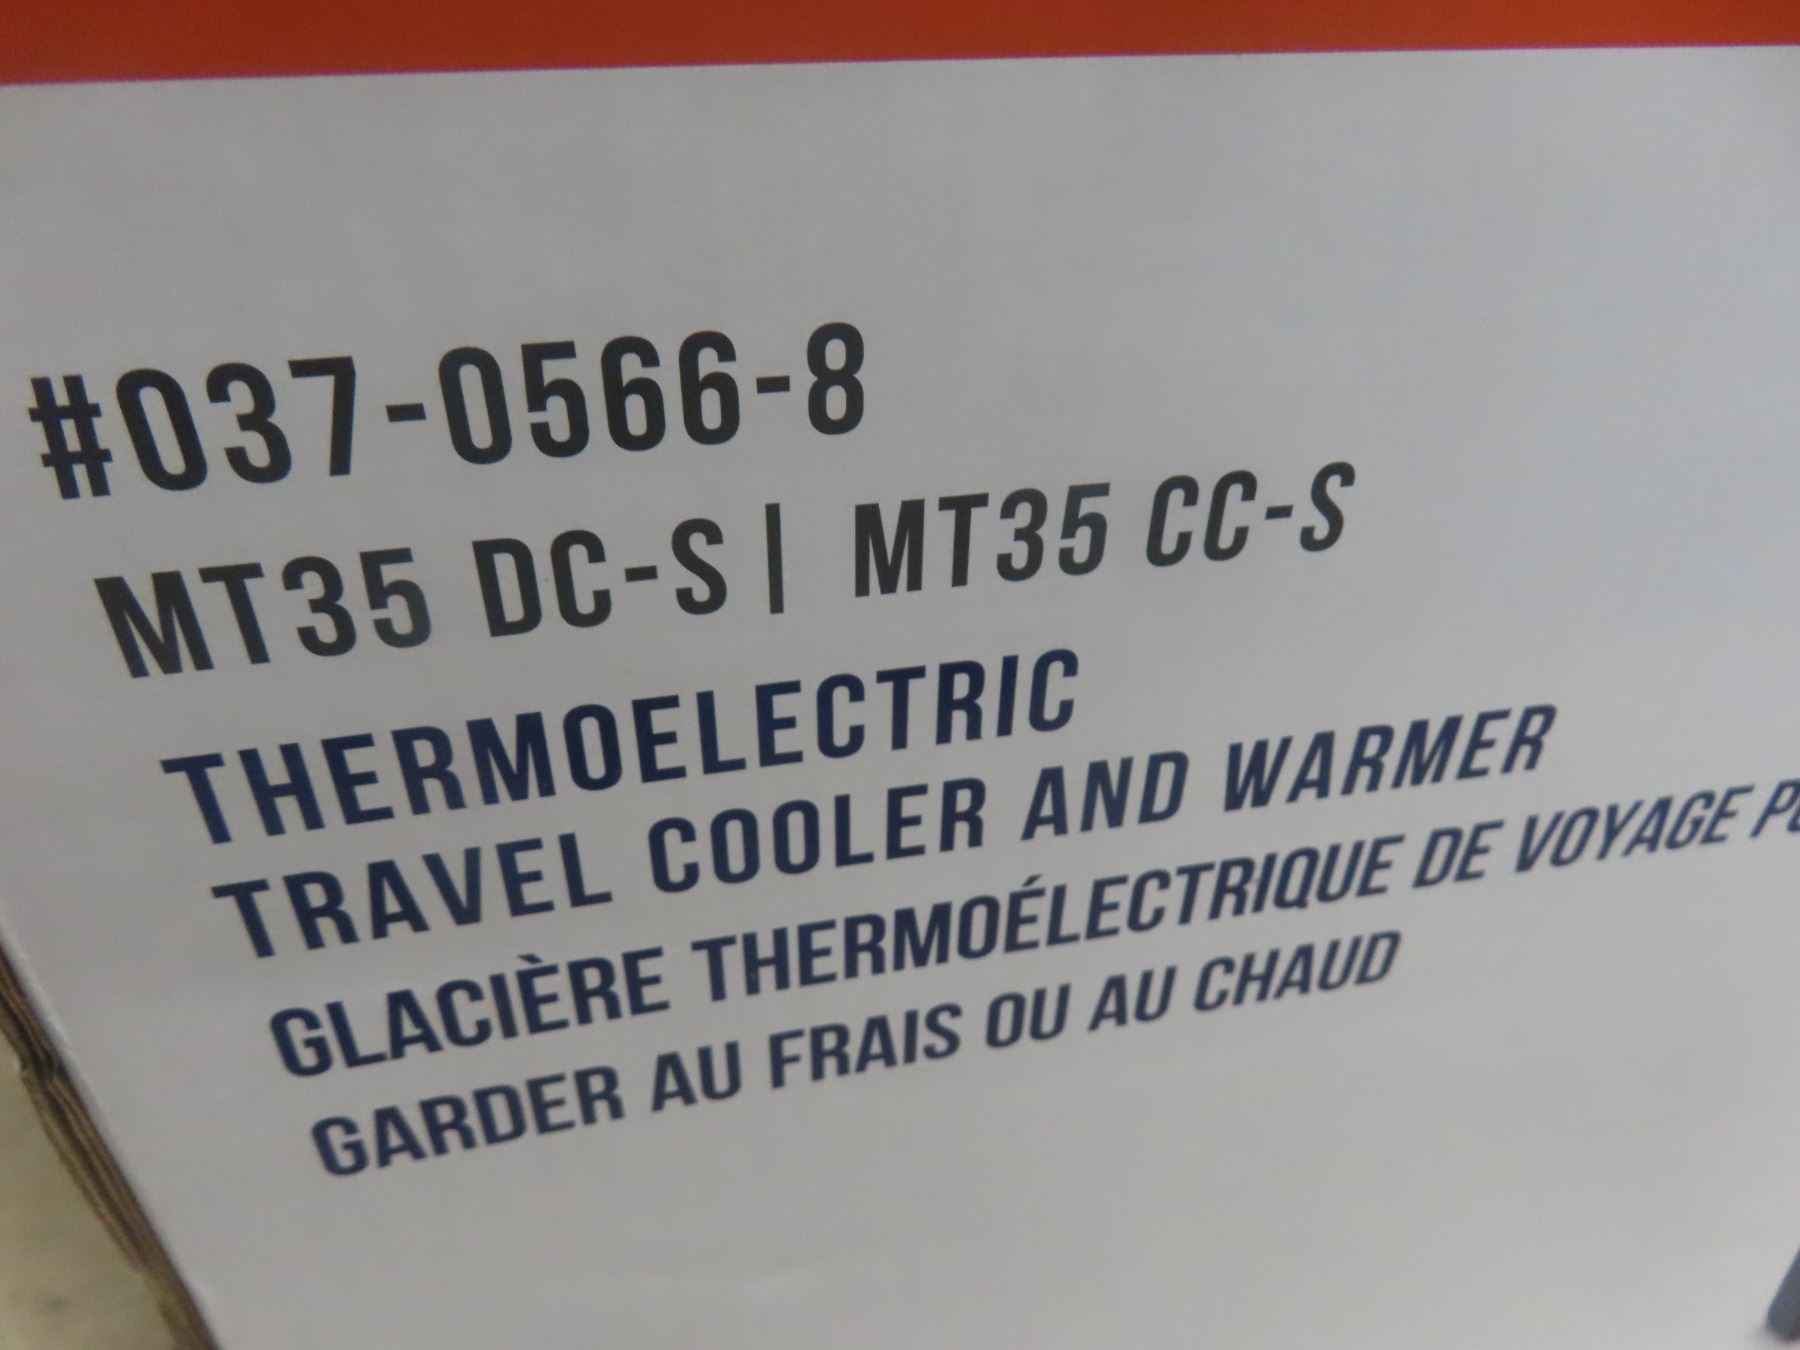 #037-0566-8
MT35 DC-S | MT35 CC-S
THERMOELECTRIC
TRAVEL COOLER AND WARMER
GLACIÈRE THERMOÉLECTRIQUE DE VOYAGE
GARDER AU FRAIS OU AU CHAUD